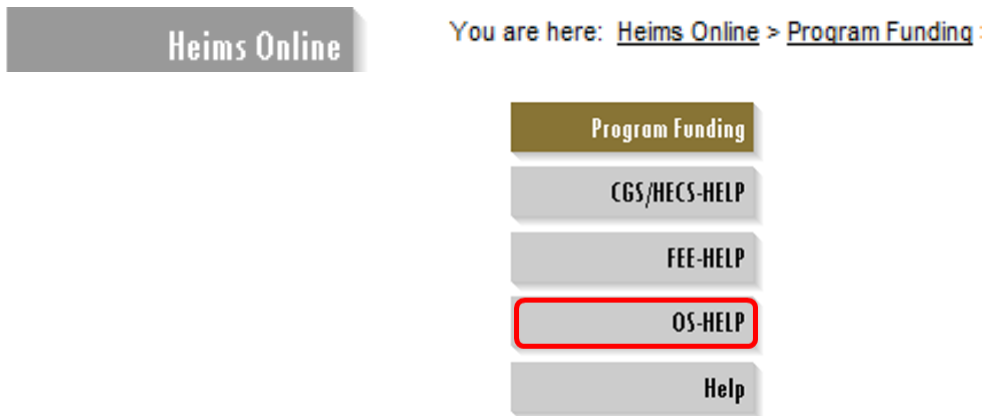 Heims Online
You are here: Heims Online > Program Funding
Program Funding
CGS/HECS-HELP
FEE-HELP
OS-HELP
Help